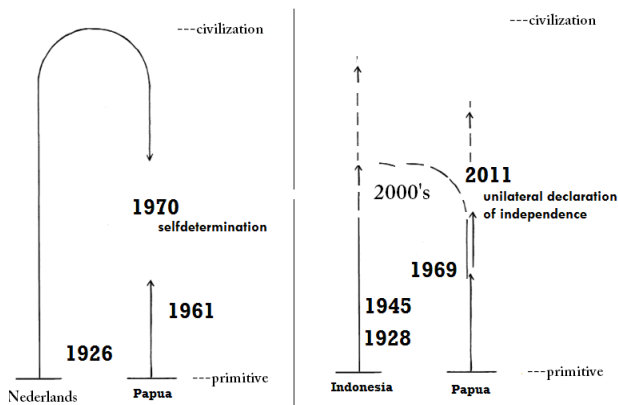 ---civilization
1970
selfdetermination
1961
1926
---primitive
Nederlands
Papua
---civilization
2011
2000's
unilateral declaration
of independence
1969
1945
1928
---primitive
Indonesia
Papua